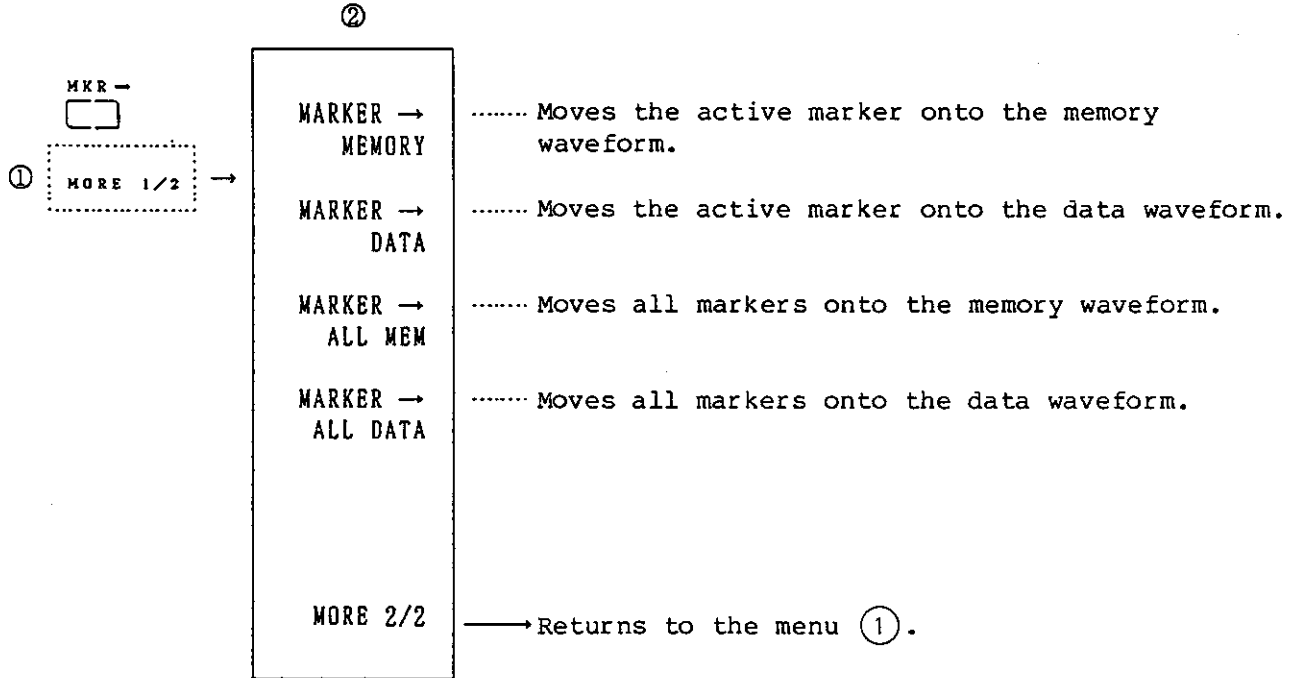 ②
MKR→
① MORE 1/2 →
MARKER → ........ Moves the active marker onto the memory
MEMORY waveform.
MARKER → ........ Moves the active marker onto the data waveform.
DATA
MARKER → ........ Moves all markers onto the memory waveform.
ALL MEM
MARKER → ........ Moves all markers onto the data waveform.
ALL DATA
MORE 2/2 → Returns to the menu ①.